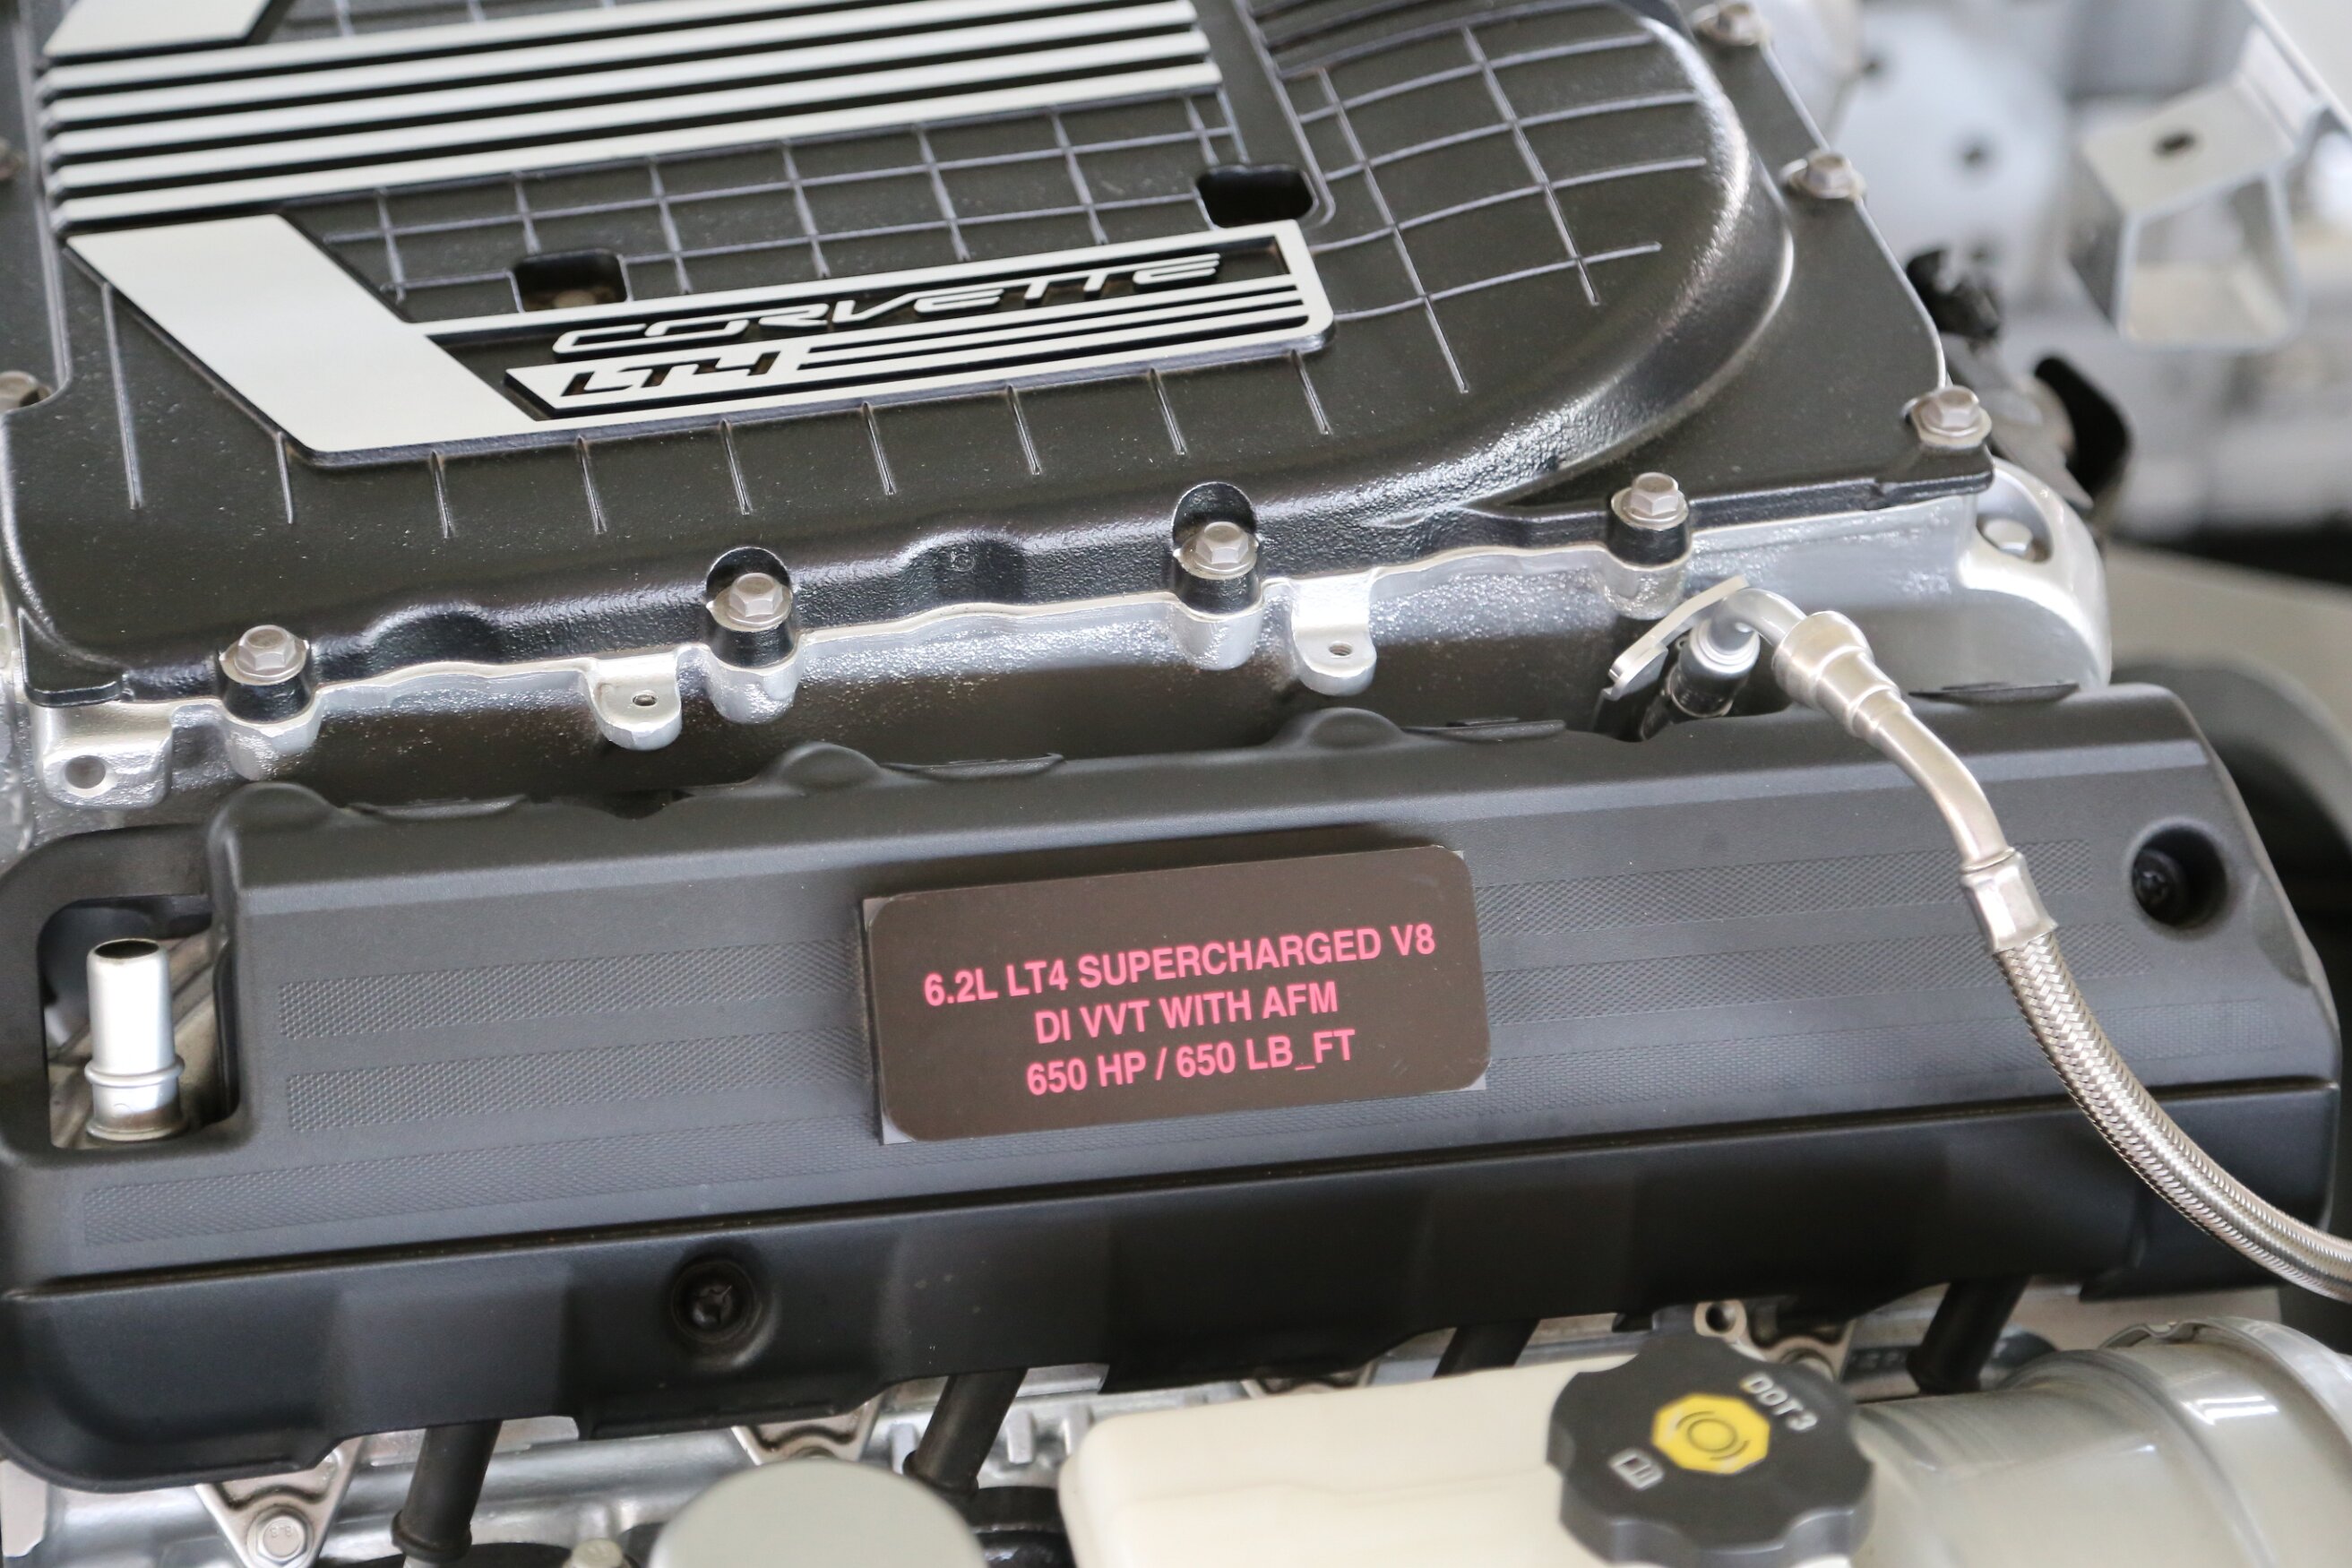 CORVETTE
LT4
6.2L LT4 SUPERCHARGED V8
DI VVT WITH AFM
650 HP / 650 LB_FT
DOT3